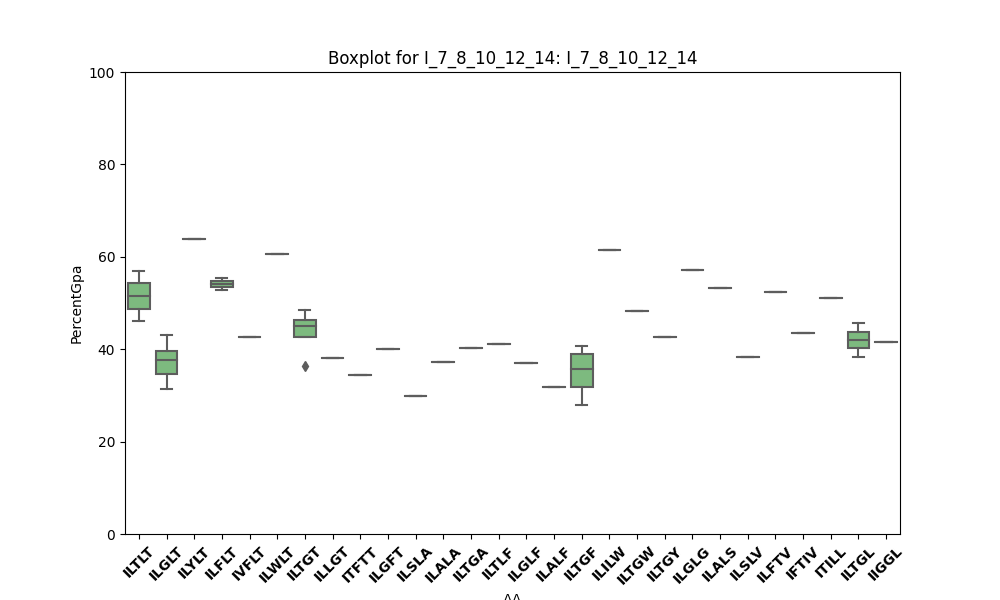 Boxplot for I_7_8_10_12_14: I_7_8_10_12_14
100
80
60
40
20
0
PercentGpa
ILTLT ILGLT ILYLT ILFLT IVFLT ILWLT ILTGT ILLGT ITFTT ILGFT ILSLA ILALA ILTGA ILTLF ILGLF ILALF ILTGF ILILW ILTGW ILTGY ILGLG ILALS ILSLV ILFTV IFTIV ITILL ILTGL IIGGL